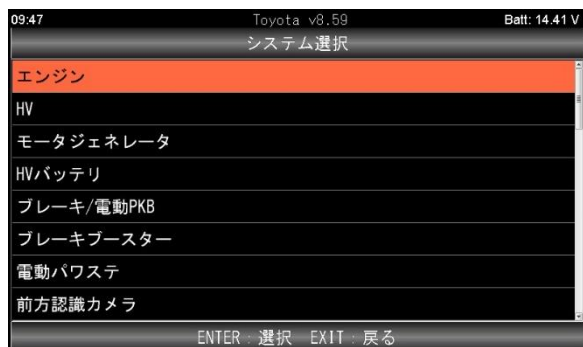 09:47 Toyota v8.59 Batt: 14.41 V
システム選択
エンジン
HV
モータジェネレータ
HVバッテリ
ブレーキ/電動PKB
ブレーキブースター
電動パワステ
前方認識カメラ
ENTER：選択 EXIT：戻る